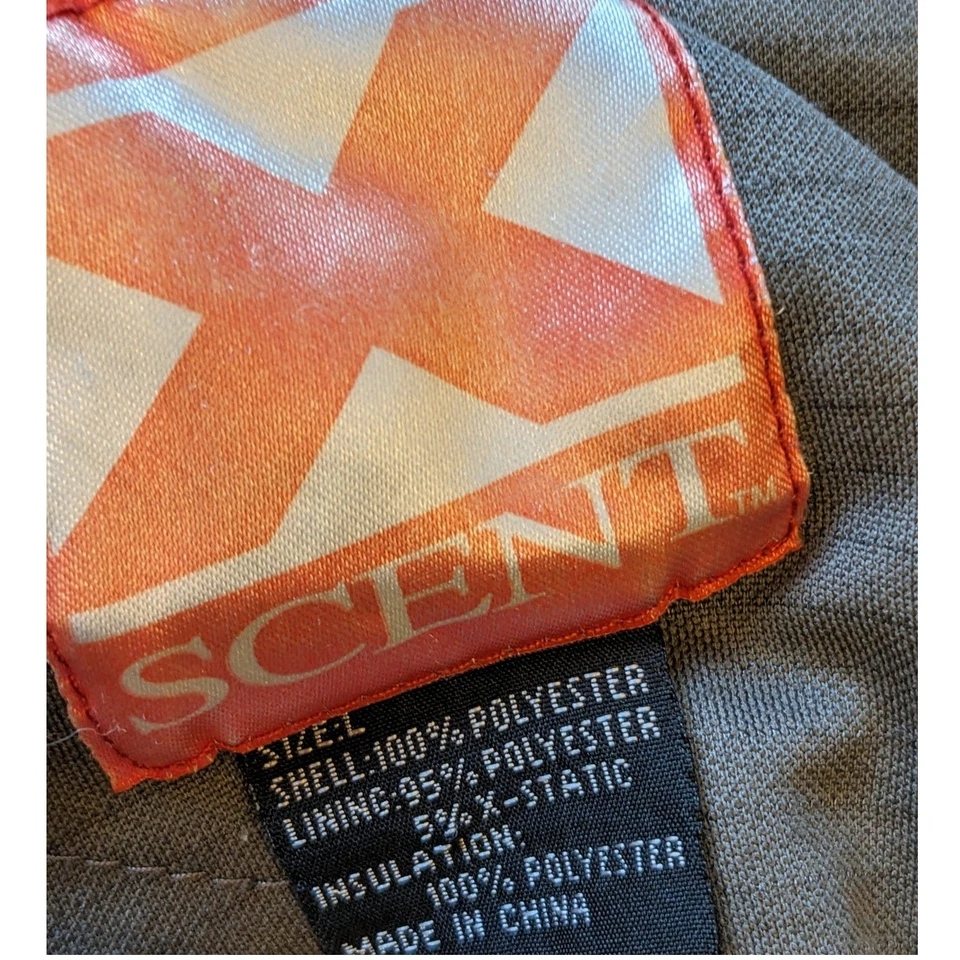 X
SCENT™
SIZE:L
SHELL:100% POLYESTER
LINING:95% POLYESTER
5% X-STATIC
INSULATION:
100% POLYESTER
MADE IN CHINA